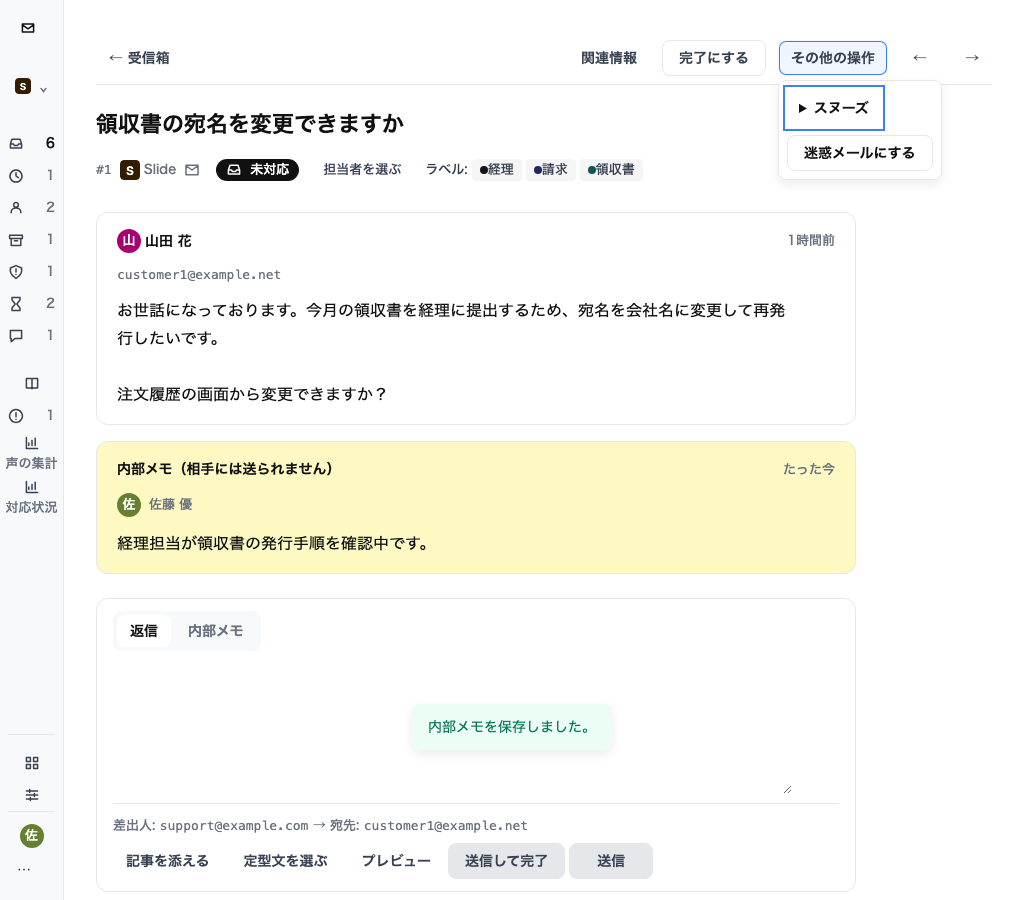 S
6
1
2
1
1
2
1
1
声の集計
対応状況
佐
…
← 受信箱
関連情報
完了にする
その他の操作
←
→
▶ スヌーズ
迷惑メールにする
領収書の宛名を変更できますか
#1 S Slide 未対応 担当者を選ぶ ラベル: ●経理 ●請求 ●領収書
山 山田 花
1時間前
customer1@example.net
お世話になっております。今月の領収書を経理に提出するため、宛名を会社名に変更して再発
行したいです。
注文履歴の画面から変更できますか？
内部メモ（相手には送られません）
たった今
佐 佐藤 優
経理担当が領収書の発行手順を確認中です。
返信 内部メモ
内部メモを保存しました。
差出人: support@example.com → 宛先: customer1@example.net
記事を添える 定型文を選ぶ プレビュー 送信して完了 送信